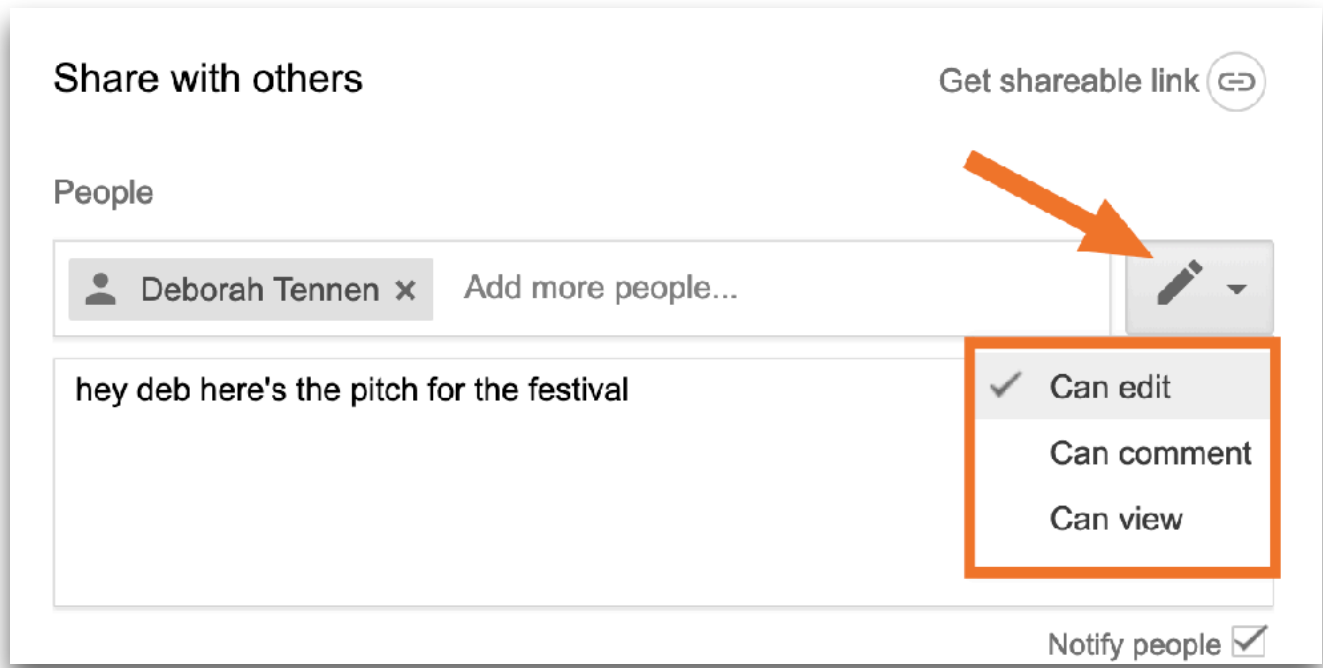 Share with others
Get shareable link
People
Deborah Tennen × Add more people...
hey deb here's the pitch for the festival
Can edit
Can comment
Can view
Notify people